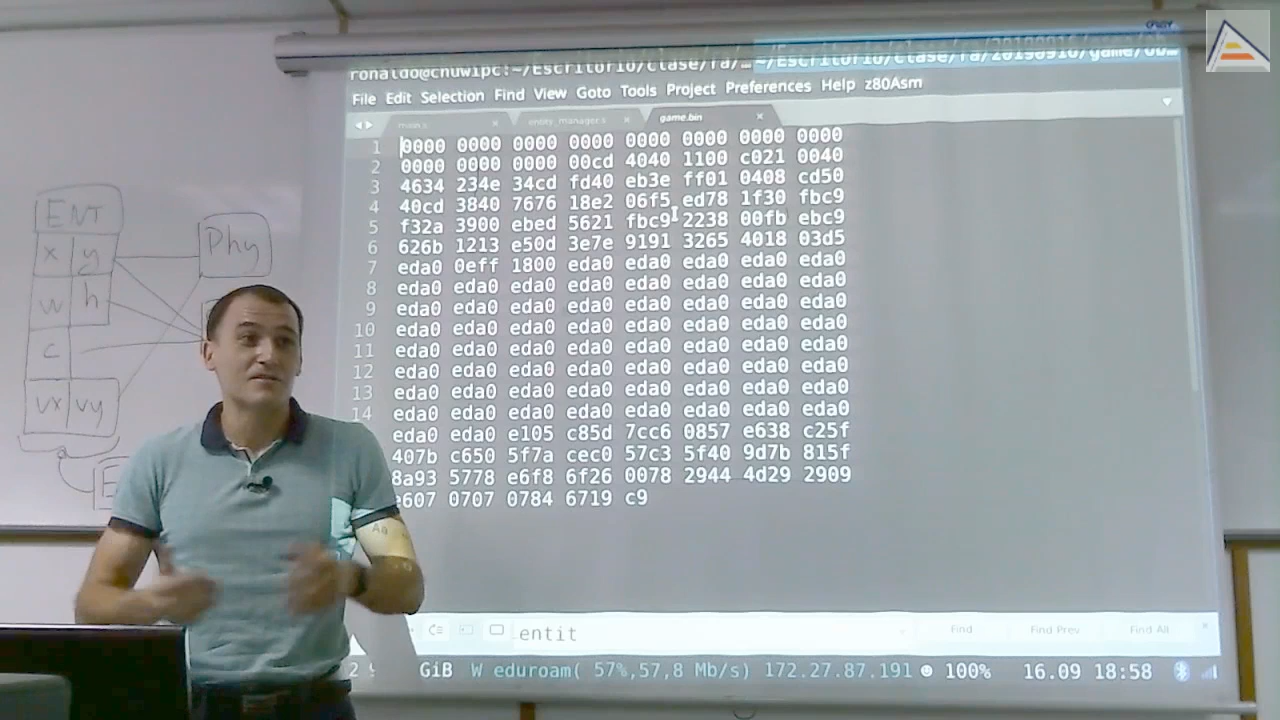 ronaldo@cnuwipc:~/Escritorio/clase/ra/… ~/Escritorio/clase/ra/20190916/game/ob…
File Edit Selection Find View Goto Tools Project Preferences Help z80Asm
main.s × entity_manager.s × game.bin ×
1 0000 0000 0000 0000 0000 0000 0000 0000
2 0000 0000 0000 00cd 4040 1100 c021 0040
3 4634 234e 34cd fd40 eb3e ff01 0408 cd50
4 40cd 3840 7676 18e2 06f5 ed78 1f30 fbc9
5 f32a 3900 ebed 5621 fbc9 2238 00fb ebc9
6 626b 1213 e50d 3e7e 9191 3265 4018 03d5
7 eda0 0eff 1800 eda0 eda0 eda0 eda0 eda0
8 eda0 eda0 eda0 eda0 eda0 eda0 eda0 eda0
9 eda0 eda0 eda0 eda0 eda0 eda0 eda0 eda0
10 eda0 eda0 eda0 eda0 eda0 eda0 eda0 eda0
11 eda0 eda0 eda0 eda0 eda0 eda0 eda0 eda0
12 eda0 eda0 eda0 eda0 eda0 eda0 eda0 eda0
13 eda0 eda0 eda0 eda0 eda0 eda0 eda0 eda0
14 eda0 eda0 eda0 eda0 eda0 eda0 eda0 eda0
eda0 eda0 e105 c85d 7cc6 0857 e638 c25f
407b c650 5f7a cec0 57c3 5f40 9d7b 815f
8a93 5778 e6f8 6f26 0078 2944 4d29 2909
e607 0707 0784 6719 c9
entit Find Find Prev Find All
GiB W eduroam( 57%,57,8 Mb/s) 172.27.87.191 100% 16.09 18:58
ENT
x y
w h
c
vx vy
Phy
E